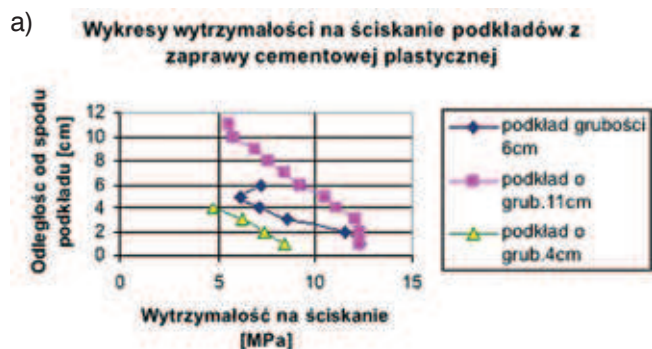 a)
Wykresy wytrzymałości na ściskanie podkładów z
zaprawy cementowej plastycznej
Odległość od spodu
podkładu [cm]
12
10
8
6
4
2
0
0 5 10 15
Wytrzymałość na ściskanie
[MPa]
podkład grubości
6cm
podkład o
grub.11cm
podkład o
grub.4cm